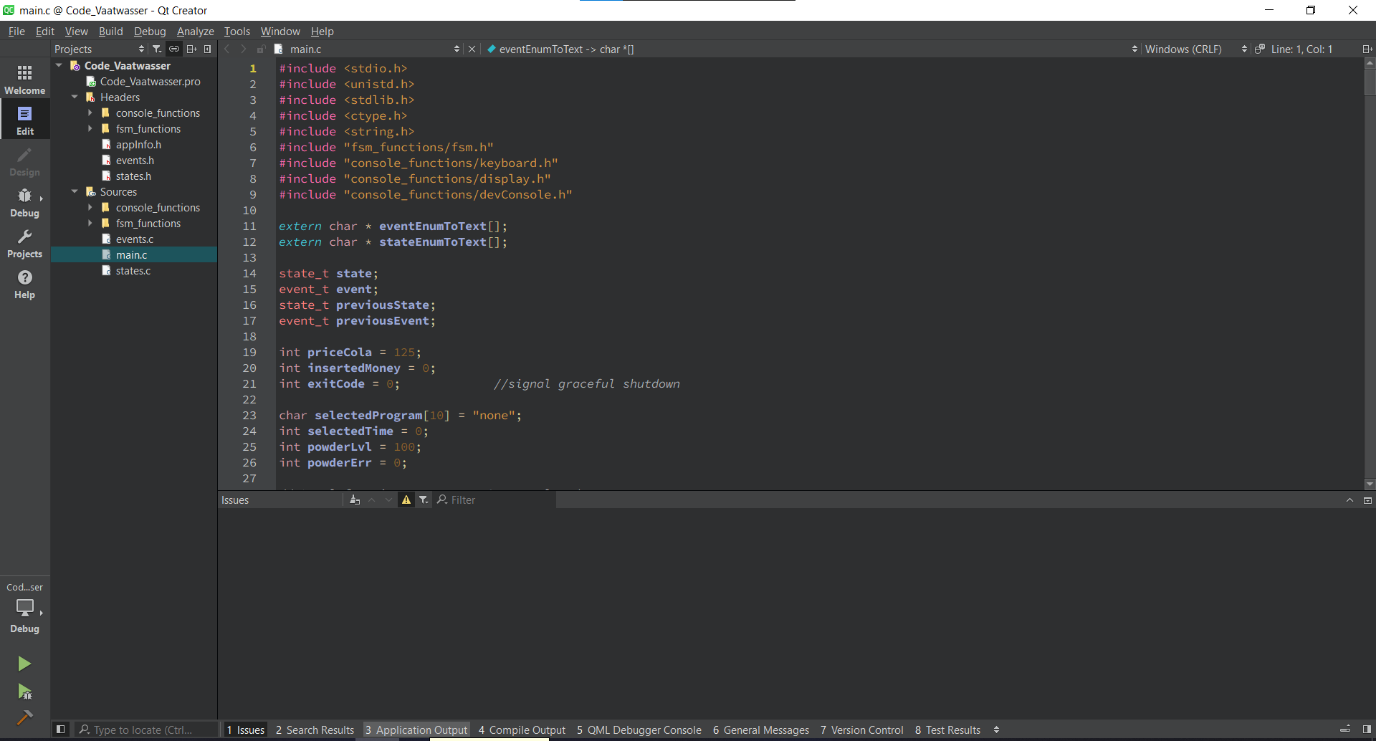 main.c @ Code_Vaatwasser - Qt Creator
File Edit View Build Debug Analyze Tools Window Help
Projects
main.c
eventEnumToText -> char *[]
Windows (CRLF)
Line: 1, Col: 1
Welcome
Edit
Design
Debug
Projects
Help
Code_Vaatwasser
Code_Vaatwasser.pro
Headers
console_functions
fsm_functions
appInfo.h
events.h
states.h
Sources
console_functions
fsm_functions
events.c
main.c
states.c
1 #include <stdio.h>
2 #include <unistd.h>
3 #include <stdlib.h>
4 #include <ctype.h>
5 #include <string.h>
6 #include "fsm_functions/fsm.h"
7 #include "console_functions/keyboard.h"
8 #include "console_functions/display.h"
9 #include "console_functions/devConsole.h"
10
11 extern char * eventEnumToText[];
12 extern char * stateEnumToText[];
13
14 state_t state;
15 event_t event;
16 state_t previousState;
17 event_t previousEvent;
18
19 int priceCola = 125;
20 int insertedMoney = 0;
21 int exitCode = 0; //signal graceful shutdown
22
23 char selectedProgram[10] = "none";
24 int selectedTime = 0;
25 int powderLvl = 100;
26 int powderErr = 0;
27
Issues
Filter
Cod...ser
Debug
Type to locate (Ctrl...
1 Issues 2 Search Results 3 Application Output 4 Compile Output 5 QML Debugger Console 6 General Messages 7 Version Control 8 Test Results